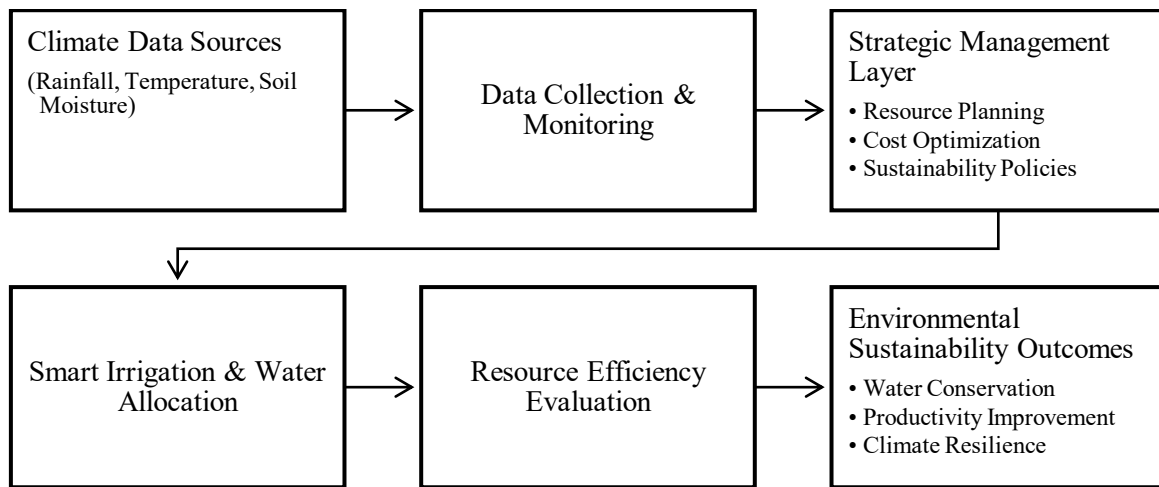 Climate Data Sources
(Rainfall, Temperature, Soil
Moisture)
Data Collection &
Monitoring
Strategic Management
Layer
• Resource Planning
• Cost Optimization
• Sustainability Policies
Smart Irrigation & Water
Allocation
Resource Efficiency
Evaluation
Environmental
Sustainability Outcomes
• Water Conservation
• Productivity Improvement
• Climate Resilience